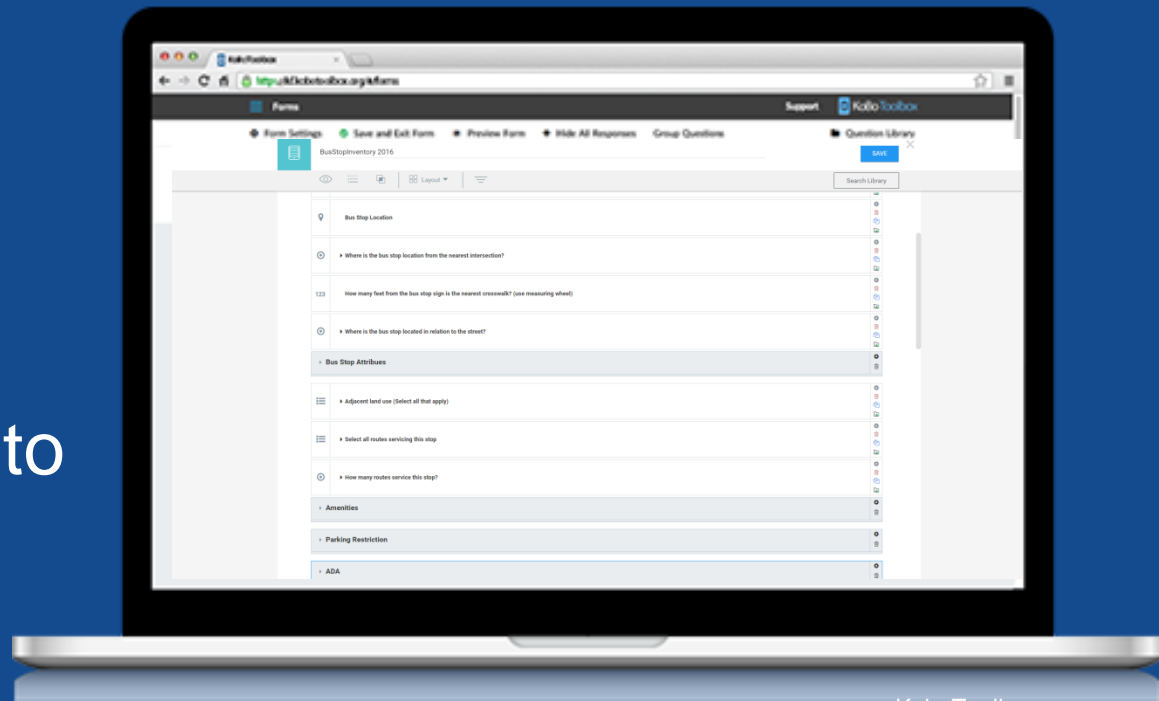 KoBoToolbox
Forms
Support KoBoToolbox
Form Settings Save and Exit Form Preview Form Hide All Responses Group Questions Question Library
BusStopInventory 2016
SAVE
Layout
Search Library
Bus Stop Location
Where is the bus stop location from the nearest intersection?
123 How many feet from the bus stop sign is the nearest crosswalk? (use measuring wheel)
Where is the bus stop located in relation to the street?
Bus Stop Attribues
Adjacent land use (Select all that apply)
to
Select all routes servicing this stop
How many routes service this stop?
Amenities
Parking Restriction
ADA